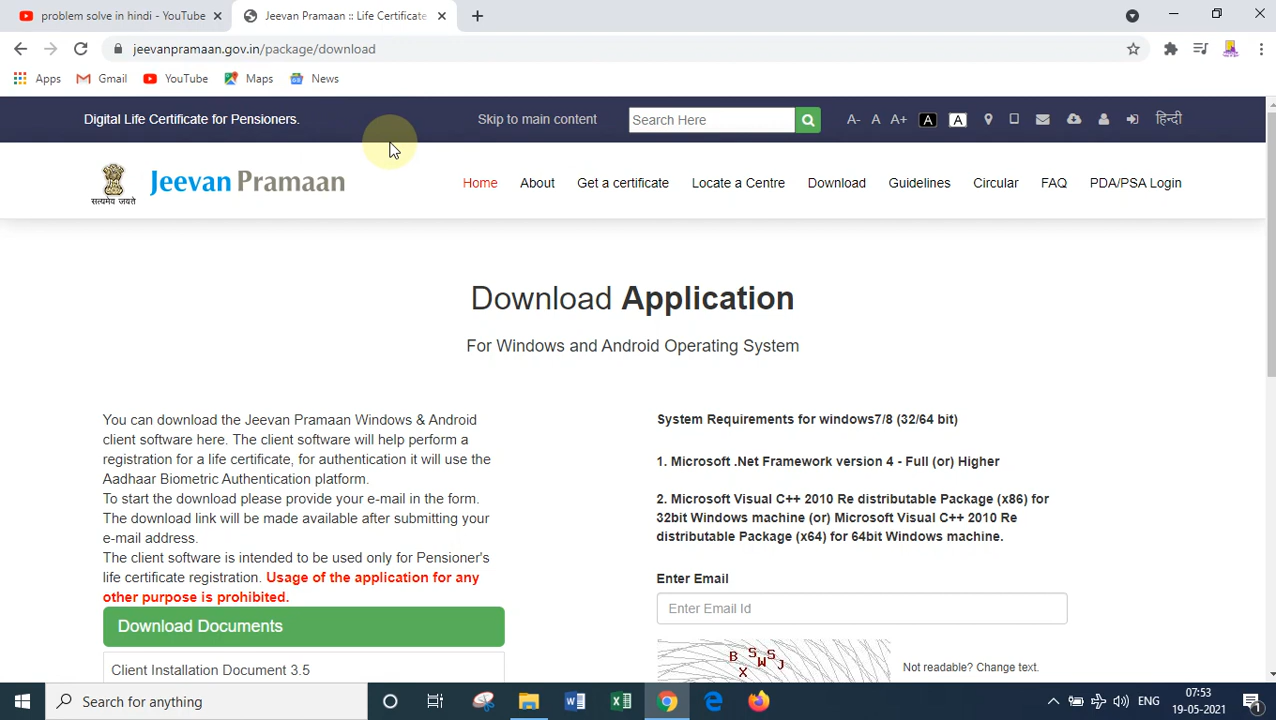 problem solve in hindi - YouTube
Jeevan Pramaan :: Life Certificate
jeevanpramaan.gov.in/package/download
Apps Gmail YouTube Maps News
Digital Life Certificate for Pensioners.
Skip to main content
Search Here
A- A A+ A A हिन्दी
सत्यमेव जयते
Jeevan Pramaan
Home About Get a certificate Locate a Centre Download Guidelines Circular FAQ PDA/PSA Login
Download Application
For Windows and Android Operating System
You can download the Jeevan Pramaan Windows & Android
client software here. The client software will help perform a
registration for a life certificate, for authentication it will use the
Aadhaar Biometric Authentication platform.
To start the download please provide your e-mail in the form.
The download link will be made available after submitting your
e-mail address.
The client software is intended to be used only for Pensioner's
life certificate registration. Usage of the application for any
other purpose is prohibited.
Download Documents
Client Installation Document 3.5
System Requirements for windows7/8 (32/64 bit)
1. Microsoft .Net Framework version 4 - Full (or) Higher
2. Microsoft Visual C++ 2010 Re distributable Package (x86) for
32bit Windows machine (or) Microsoft Visual C++ 2010 Re
distributable Package (x64) for 64bit Windows machine.
Enter Email
Enter Email Id
B S W S J
X
Not readable? Change text.
Search for anything
ENG
07:53
19-05-2021
1